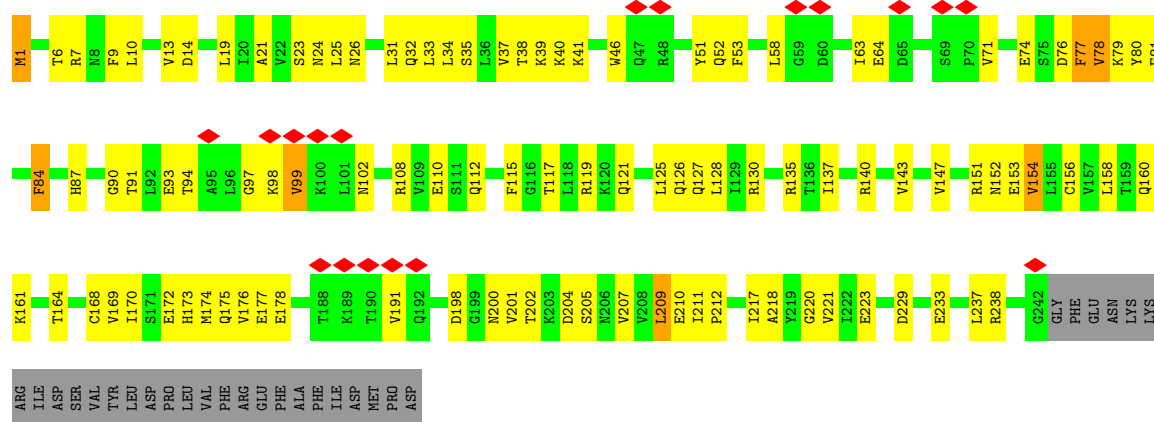 M1 T6 R7 N8 F9 L10 V13 D14 L19 I20 A21 V22 S23 N24 L25 N26 L31 Q32 L33 L34 S35 L36 V37 T38 K39 K40 K41 W46 Q47 R48 Y51 Q52 F53 L58 G59 D60 I63 E64 D65 S69 P70 V71 E74 S75 D76 F77 V78 K79 Y80
F84 H87 G90 T91 L92 E93 T94 A95 L96 G97 K98 V99 K100 L101 N102 R108 V109 E110 S111 Q112 F115 G116 T117 L118 R119 K120 Q121 L125 Q126 Q127 L128 I129 R130 R135 T136 I137 R140 V143 V147 R151 N152 E153 V154 L155 C156 V157 L158 T159 Q160
K161 T164 C168 V169 I170 S171 E172 H173 M174 Q175 V176 E177 E178 T188 K189 T190 V191 Q192 D198 G199 N200 V201 T202 K203 D204 S205 N206 V207 V208 L209 E210 I211 P212 I217 A218 Y219 G220 V221 I222 E223 D229 E233 L237 R238 G242 GLY PHE GLU ASN LYS LYS
ARG ILE ASP SER VAL TYR LEU ASP PRO LEU VAL PHE ARG GLU PHE ALA PHE ILE ASP MET PRO ASP